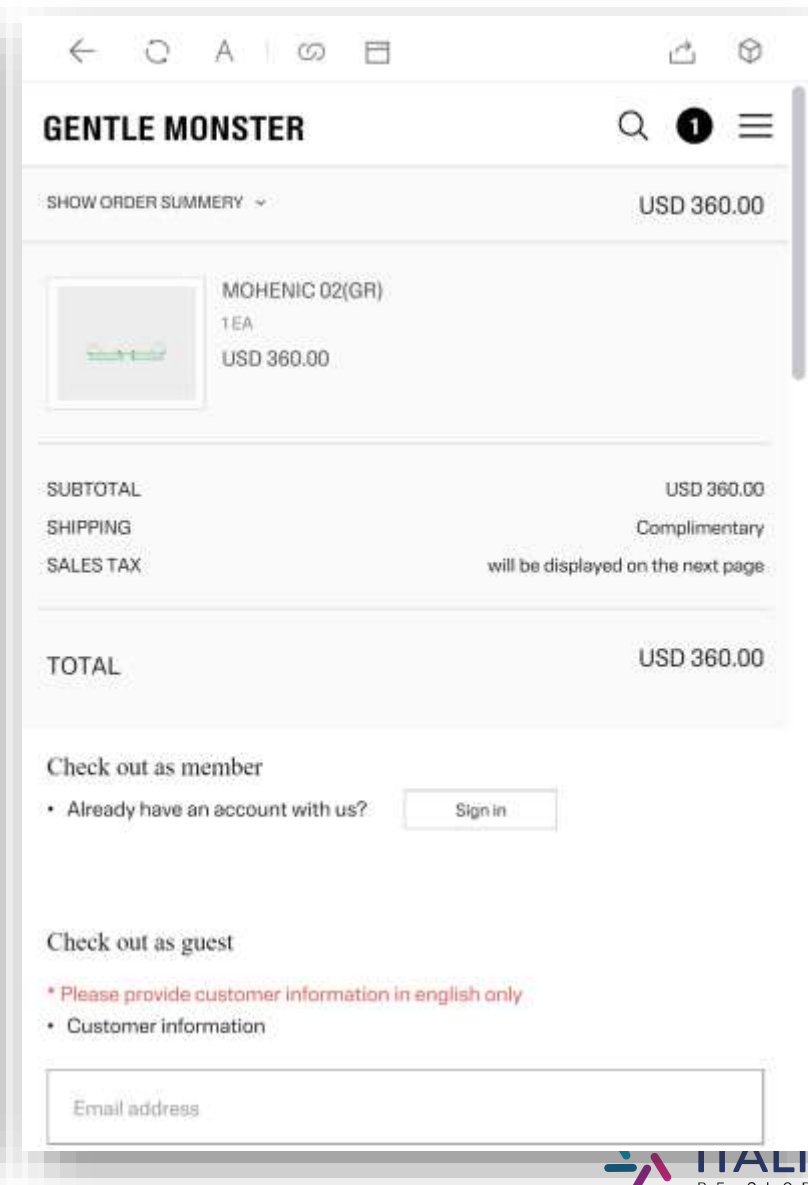 A
GENTLE MONSTER
1
SHOW ORDER SUMMERY
USD 360.00
MOHENIC 02(GR)
1 EA
USD 360.00
SUBTOTAL
USD 360.00
SHIPPING
Complimentary
SALES TAX
will be displayed on the next page
TOTAL
USD 360.00
Check out as member
• Already have an account with us?
Sign in
Check out as guest
* Please provide customer information in english only
• Customer information
Email address